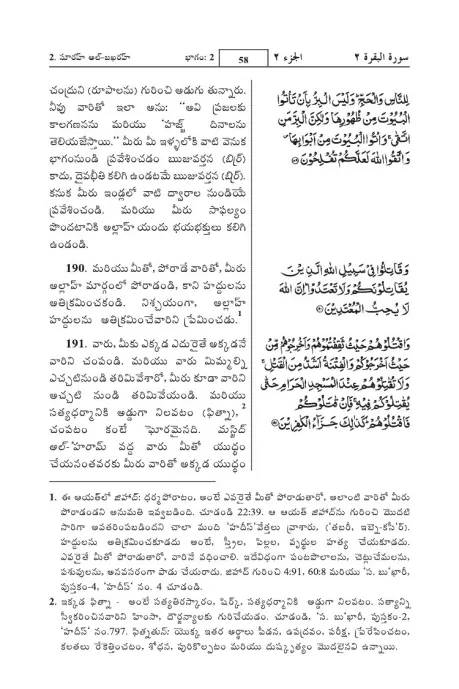 2. సూరహ్ అల్-బఖరహ్ భాగం: 2 58 الجزء ٢ سورة البقرة ٢
చంద్రుని (రూపాలను) గురించి అడుగు తున్నారు.
నీవు వారితో ఇలా అను: "అవి ప్రజలకు
కాలగణనను మరియు 'హజ్జ్ దినాలను
తెలియజేస్తాయి." మీరు మీ ఇళ్ళలోకి వాటి వెనుక
భాగంనుండి ప్రవేశించడం ఋజువర్తన (బిర్ర్)
కాదు, దైవభీతి కలిగి ఉండటమే ఋజువర్తన (బిర్ర్).
కనుక మీరు ఇండ్లలో వాటి ద్వారాల నుండియే
ప్రవేశించండి. మరియు మీరు సాఫల్యం
పొందటానికి అల్లాహ్ యందు భయభక్తులు కలిగి
ఉండండి.
190. మరియు మీతో, పోరాడే వారితో, మీరు
అల్లాహ్ మార్గంలో పోరాడండి, కాని హద్దులను
అతిక్రమించకండి. నిశ్చయంగా, అల్లాహ్
హద్దులను అతిక్రమించేవారిని ప్రేమించడు.1
191. వారు, మీకు ఎక్కడ ఎదురైతే అక్కడనే
వారిని చంపండి. మరియు వారు మిమ్మల్ని
ఎచ్చటినుండి తరిమివేశారో, మీరు కూడా వారిని
అచ్చటి నుండి తరిమివేయండి. మరియు
సత్యధర్మానికి అడ్డుగా నిలవటం (ఫిత్నా),2
చంపటం కంటే ఘోరమైనది. మస్జిద్
అల్-'హరామ్ వద్ద వారు మీతో యుద్ధం
చేయనంతవరకు మీరు వారితో అక్కడ యుద్ధం
لِلنَّاسِ وَالْحَجِّ وَلَيْسَ الْبِرُّ بِأَنْ تَأْتُوا
الْبُيُوتَ مِنْ ظُهُورِهَا وَلَكِنَّ الْبِرَّ مَنِ
اتَّقَى وَأْتُوا الْبُيُوتَ مِنْ أَبْوَابِهَا
وَاتَّقُوا اللَّهَ لَعَلَّكُمْ تُفْلِحُونَ
وَقَاتِلُوا فِي سَبِيلِ اللَّهِ الَّذِينَ
يُقَاتِلُونَكُمْ وَلَا تَعْتَدُوا إِنَّ اللَّهَ
لَا يُحِبُّ الْمُعْتَدِينَ
وَاقْتُلُوهُمْ حَيْثُ ثَقِفْتُمُوهُمْ وَأَخْرِجُوهُمْ مِنْ
حَيْثُ أَخْرَجُوكُمْ وَالْفِتْنَةُ أَشَدُّ مِنَ الْقَتْلِ
وَلَا تُقَاتِلُوهُمْ عِنْدَ الْمَسْجِدِ الْحَرَامِ حَتَّى
يُقَاتِلُوكُمْ فِيهِ فَإِنْ قَاتَلُوكُمْ
فَاقْتُلُوهُمْ كَذَلِكَ جَزَاءُ الْكَافِرِينَ
1. ఈ ఆయత్‌లో జిహాద్: ధర్మపోరాటం, అంటే ఎవరైతే మీతో పోరాడుతారో, అలాంటి వారితో మీరు
పోరాడండని అనుమతి ఇవ్వబడింది. చూడండి 22:39. ఆ ఆయత్ జిహాద్‌ను గురించి మొదటి
సారిగా అవతరింపబడిందని చాలా మంది 'హదీస్'వేత్తలు వ్రాశారు, ('తబరీ, ఇబ్నె-కసీ'ర్).
హద్దులను అతిక్రమించకూడదు అంటే, స్త్రీల, పిల్లల, వృద్ధుల హత్య చేయకూడదు.
ఎవరైతే మీతో పోరాడుతారో, వారినే వధించాలి. ఇదేవిధంగా పంటపొలాలను, చెట్లుచేమలను,
పశువులను, అనవసరంగా పాడు చేయరాదు. జిహాద్ గురించి 4:91, 60:8 మరియు 'స. బు'ఖారీ,
పుస్తకం-4, 'హదీస్' నం. 4 చూడండి.
2. ఇక్కడ ఫిత్నా - అంటే సత్యతిరస్కారం, షిర్క్, సత్యధర్మానికి అడ్డుగా నిలవటం. సత్యాన్ని
స్వీకరించినవారిని హింసా, దౌర్జన్యాలకు గురిచేయడం. చూడండి, 'స. బు'ఖారీ, పుస్తకం-2,
'హదీస్' నం.797. ఫిత్నతున్: యొక్క ఇతర అర్థాలు పీడన, ఉపద్రవం, పరీక్ష, ప్రేరేపించటం,
కలతలు రేకెత్తించటం, శోధన, పురికొల్పటం మరియు దుష్కృత్యం మొదలైనవి ఉన్నాయి.